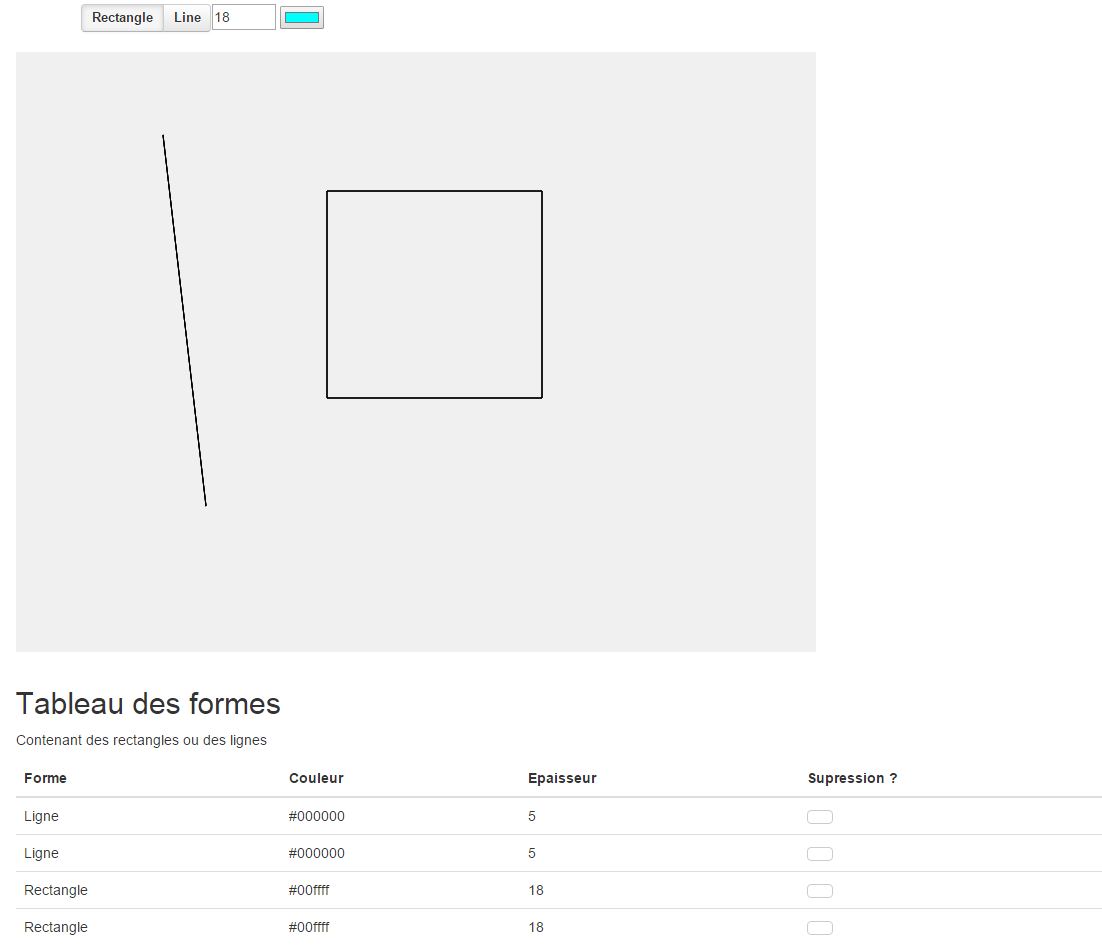 Rectangle Line 18
Tableau des formes
Contenant des rectangles ou des lignes
Forme Couleur Epaisseur Supression ?
Ligne #000000 5
Ligne #000000 5
Rectangle #00ffff 18
Rectangle #00ffff 18